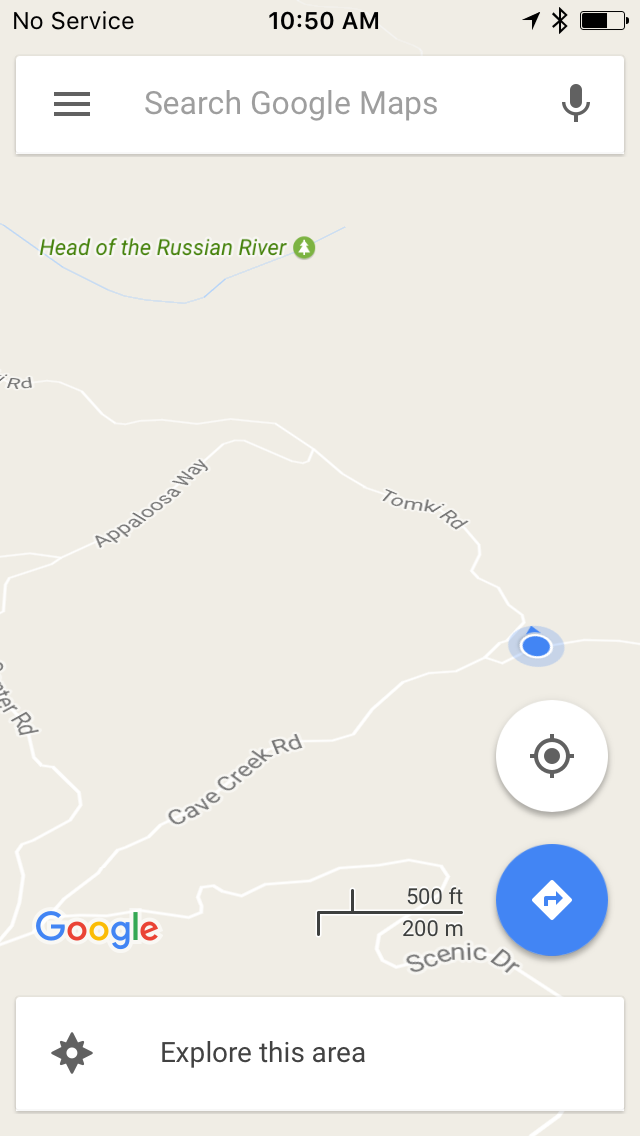 No Service 10:50 AM
Search Google Maps
Head of the Russian River
Rd
Appaloosa Way
Tomki Rd
Rd
Cave Creek Rd
500 ft
Google
200 m
Scenic Dr
Explore this area